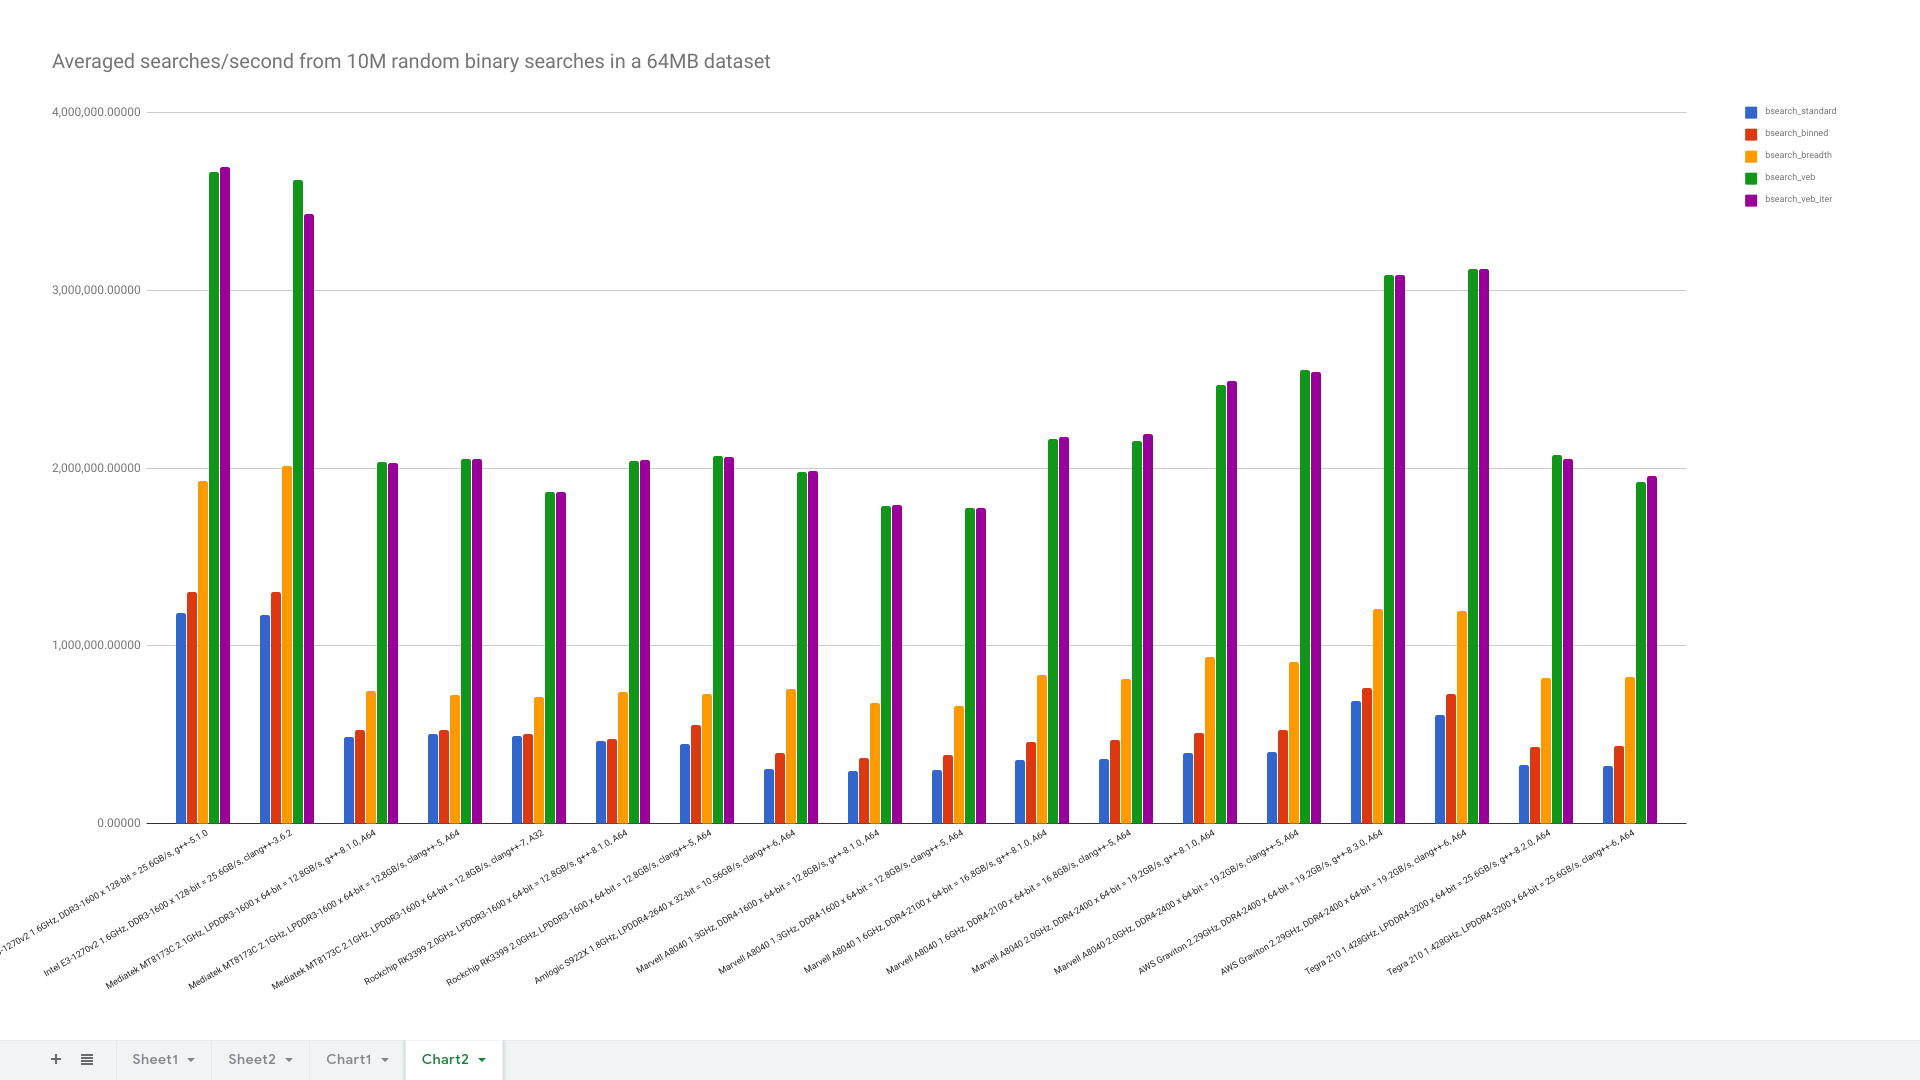 Averaged searches/second from 10M random binary searches in a 64MB dataset
4,000,000.00000
3,000,000.00000
2,000,000.00000
1,000,000.00000
0.00000
bsearch_standard
bsearch_binned
bsearch_breadth
bsearch_veb
bsearch_veb_iter
-1270v2 1.6GHz, DDR3-1600 x 128-bit = 25.6GB/s, g++-5.1.0
Intel E3-1270v2 1.6GHz, DDR3-1600 x 128-bit = 25.6GB/s, clang++-3.6.2
Mediatek MT8173C 2.1GHz, LPDDR3-1600 x 64-bit = 12.8GB/s, g++-8.1.0, A64
Mediatek MT8173C 2.1GHz, LPDDR3-1600 x 64-bit = 12.8GB/s, clang++-5, A64
Mediatek MT8173C 2.1GHz, LPDDR3-1600 x 64-bit = 12.8GB/s, clang++-7, A32
Rockchip RK3399 2.0GHz, LPDDR3-1600 x 64-bit = 12.8GB/s, g++-8.1.0, A64
Rockchip RK3399 2.0GHz, LPDDR3-1600 x 64-bit = 12.8GB/s, clang++-5, A64
Amlogic S922X 1.8GHz, LPDDR4-2640 x 32-bit = 10.56GB/s, clang++-6, A64
Marvell A8040 1.3GHz, DDR4-1600 x 64-bit = 12.8GB/s, g++-8.1.0, A64
Marvell A8040 1.3GHz, DDR4-1600 x 64-bit = 12.8GB/s, clang++-5, A64
Marvell A8040 1.6GHz, DDR4-2100 x 64-bit = 16.8GB/s, g++-8.1.0, A64
Marvell A8040 1.6GHz, DDR4-2100 x 64-bit = 16.8GB/s, clang++-5, A64
Marvell A8040 2.0GHz, DDR4-2400 x 64-bit = 19.2GB/s, g++-8.1.0, A64
Marvell A8040 2.0GHz, DDR4-2400 x 64-bit = 19.2GB/s, clang++-5, A64
AWS Graviton 2.29GHz, DDR4-2400 x 64-bit = 19.2GB/s, g++-8.3.0, A64
AWS Graviton 2.29GHz, DDR4-2400 x 64-bit = 19.2GB/s, clang++-6, A64
Tegra 210 1.428GHz, LPDDR4-3200 x 64-bit = 25.6GB/s, g++-8.2.0, A64
Tegra 210 1.428GHz, LPDDR4-3200 x 64-bit = 25.6GB/s, clang++-6, A64
Sheet1 Sheet2 Chart1 Chart2